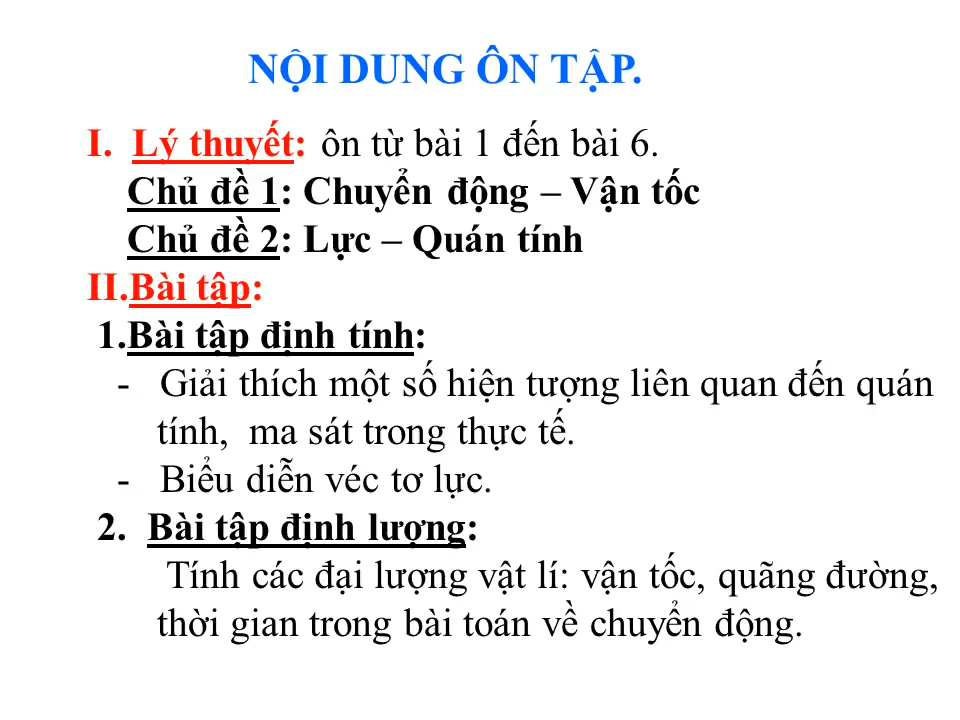 NỘI DUNG ÔN TẬP.
I. Lý thuyết: ôn từ bài 1 đến bài 6.
Chủ đề 1: Chuyển động – Vận tốc
Chủ đề 2: Lực – Quán tính
II.Bài tập:
1.Bài tập định tính:
- Giải thích một số hiện tượng liên quan đến quán
tính, ma sát trong thực tế.
- Biểu diễn véc tơ lực.
2. Bài tập định lượng:
Tính các đại lượng vật lí: vận tốc, quãng đường,
thời gian trong bài toán về chuyển động.